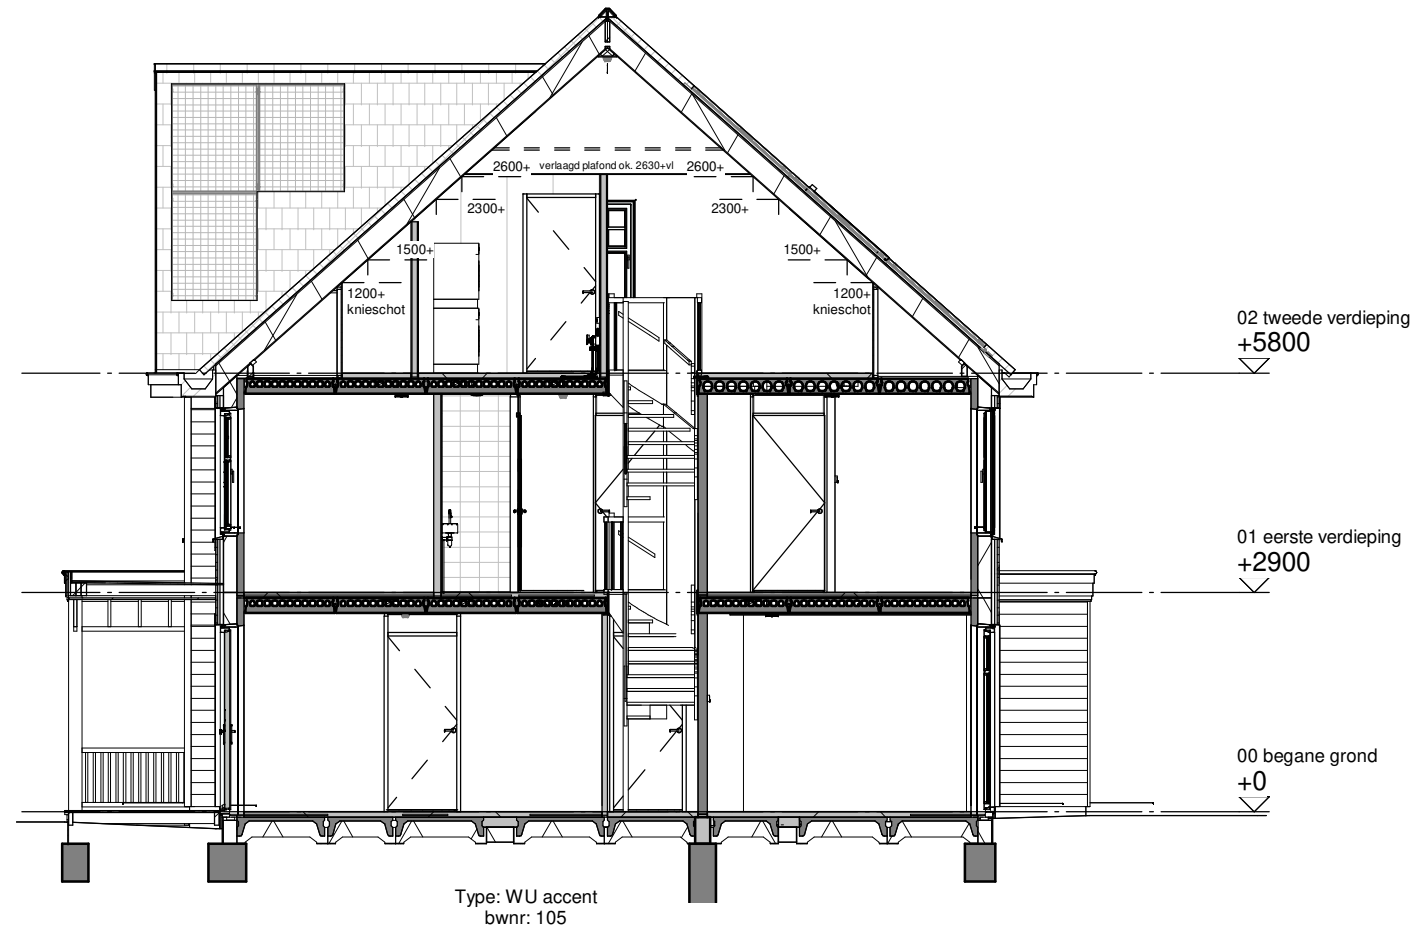 2600+ verlaagd plafond ok. 2630+vl 2600+
2300+ 2300+
1500+ 1500+
1200+ 1200+
knieschot knieschot
02 tweede verdieping
+5800
01 eerste verdieping
+2900
00 begane grond
+0
Type: WU accent
bwnr: 105